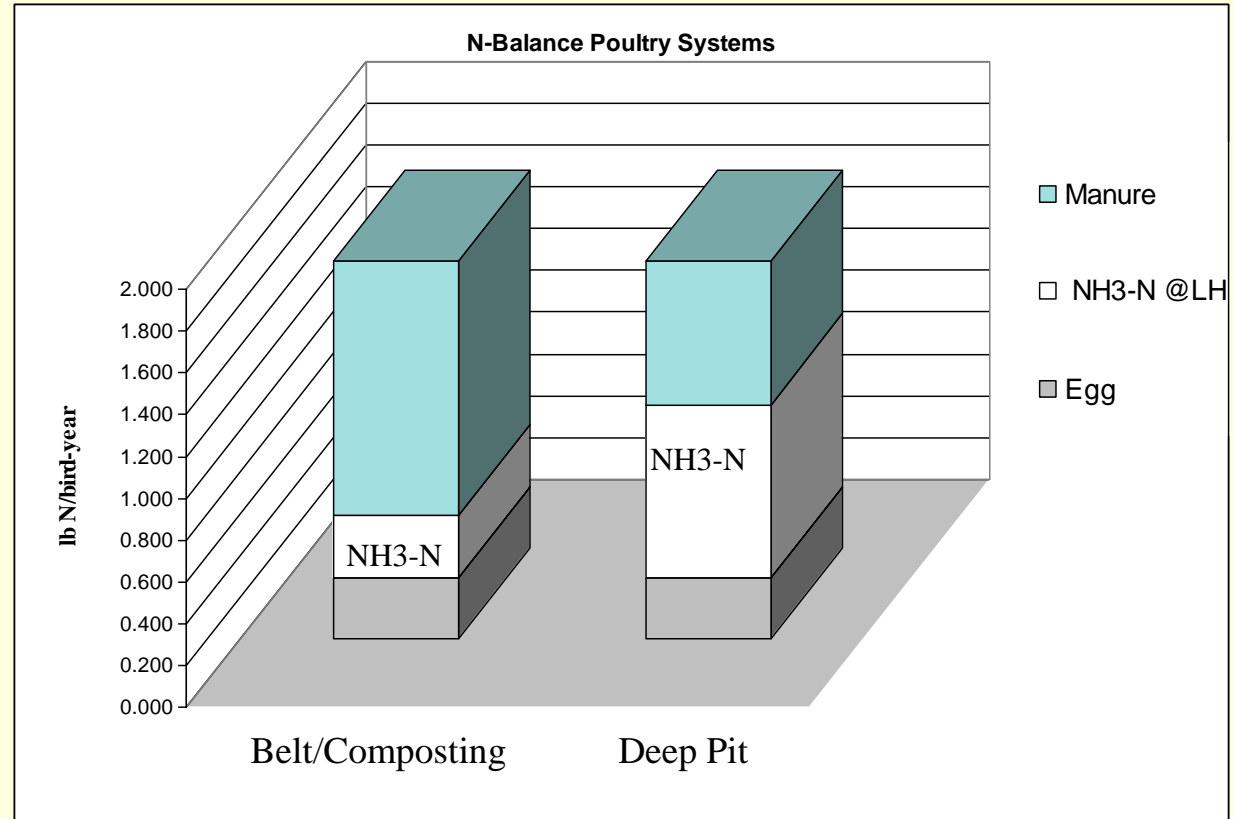 N-Balance Poultry Systems
2.000
1.800
1.600
1.400
1.200
1.000
0.800
0.600
0.400
0.200
0.000
lb N/bird-year
NH3-N
NH3-N
Belt/Composting
Deep Pit
Manure
NH3-N @LH
Egg